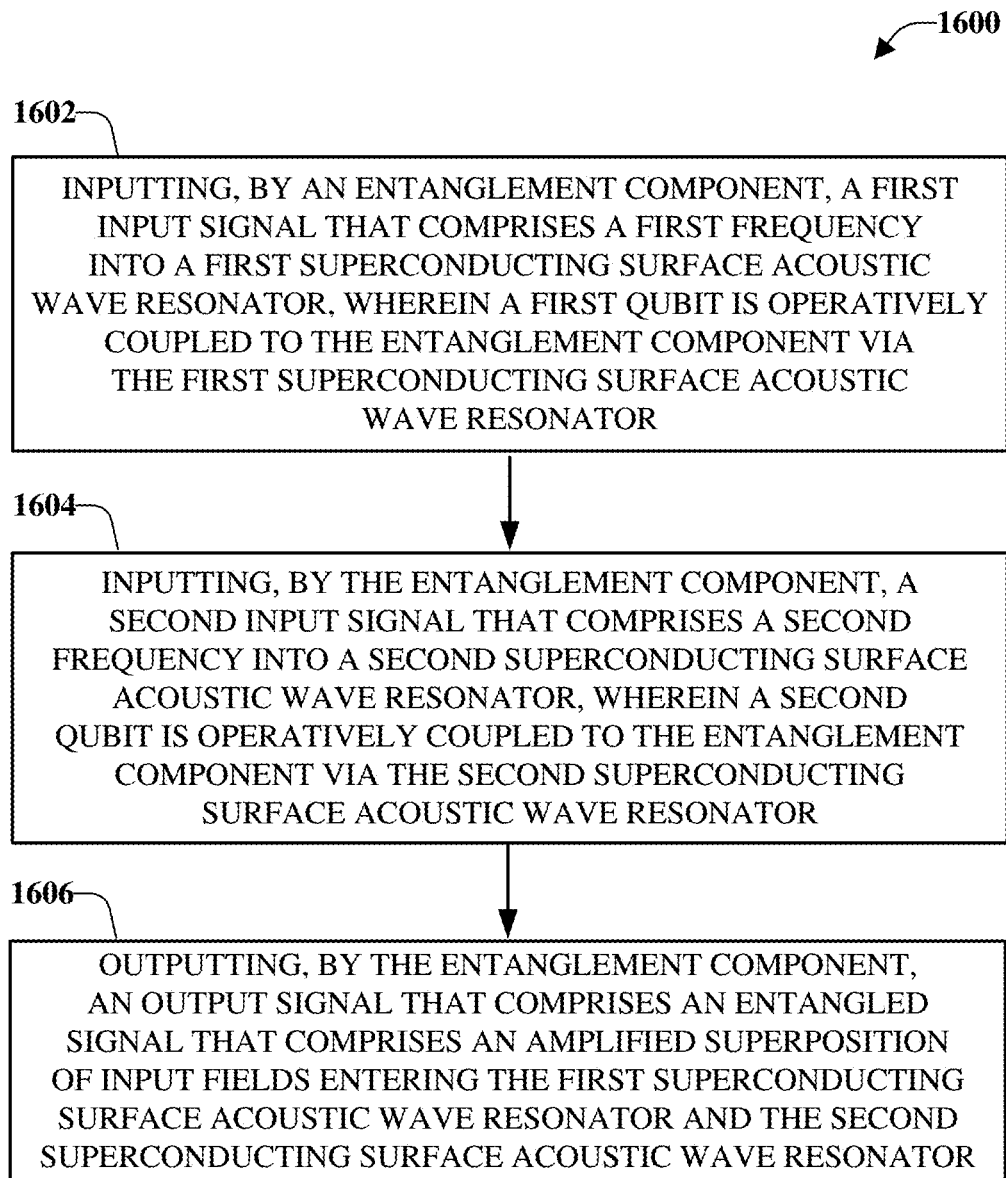 1600
1602
INPUTTING, BY AN ENTANGLEMENT COMPONENT, A FIRST
INPUT SIGNAL THAT COMPRISES A FIRST FREQUENCY
INTO A FIRST SUPERCONDUCTING SURFACE ACOUSTIC
WAVE RESONATOR, WHEREIN A FIRST QUBIT IS OPERATIVELY
COUPLED TO THE ENTANGLEMENT COMPONENT VIA
THE FIRST SUPERCONDUCTING SURFACE ACOUSTIC
WAVE RESONATOR
1604
INPUTTING, BY THE ENTANGLEMENT COMPONENT, A
SECOND INPUT SIGNAL THAT COMPRISES A SECOND
FREQUENCY INTO A SECOND SUPERCONDUCTING SURFACE
ACOUSTIC WAVE RESONATOR, WHEREIN A SECOND
QUBIT IS OPERATIVELY COUPLED TO THE ENTANGLEMENT
COMPONENT VIA THE SECOND SUPERCONDUCTING
SURFACE ACOUSTIC WAVE RESONATOR
1606
OUTPUTTING, BY THE ENTANGLEMENT COMPONENT,
AN OUTPUT SIGNAL THAT COMPRISES AN ENTANGLED
SIGNAL THAT COMPRISES AN AMPLIFIED SUPERPOSITION
OF INPUT FIELDS ENTERING THE FIRST SUPERCONDUCTING
SURFACE ACOUSTIC WAVE RESONATOR AND THE SECOND
SUPERCONDUCTING SURFACE ACOUSTIC WAVE RESONATOR